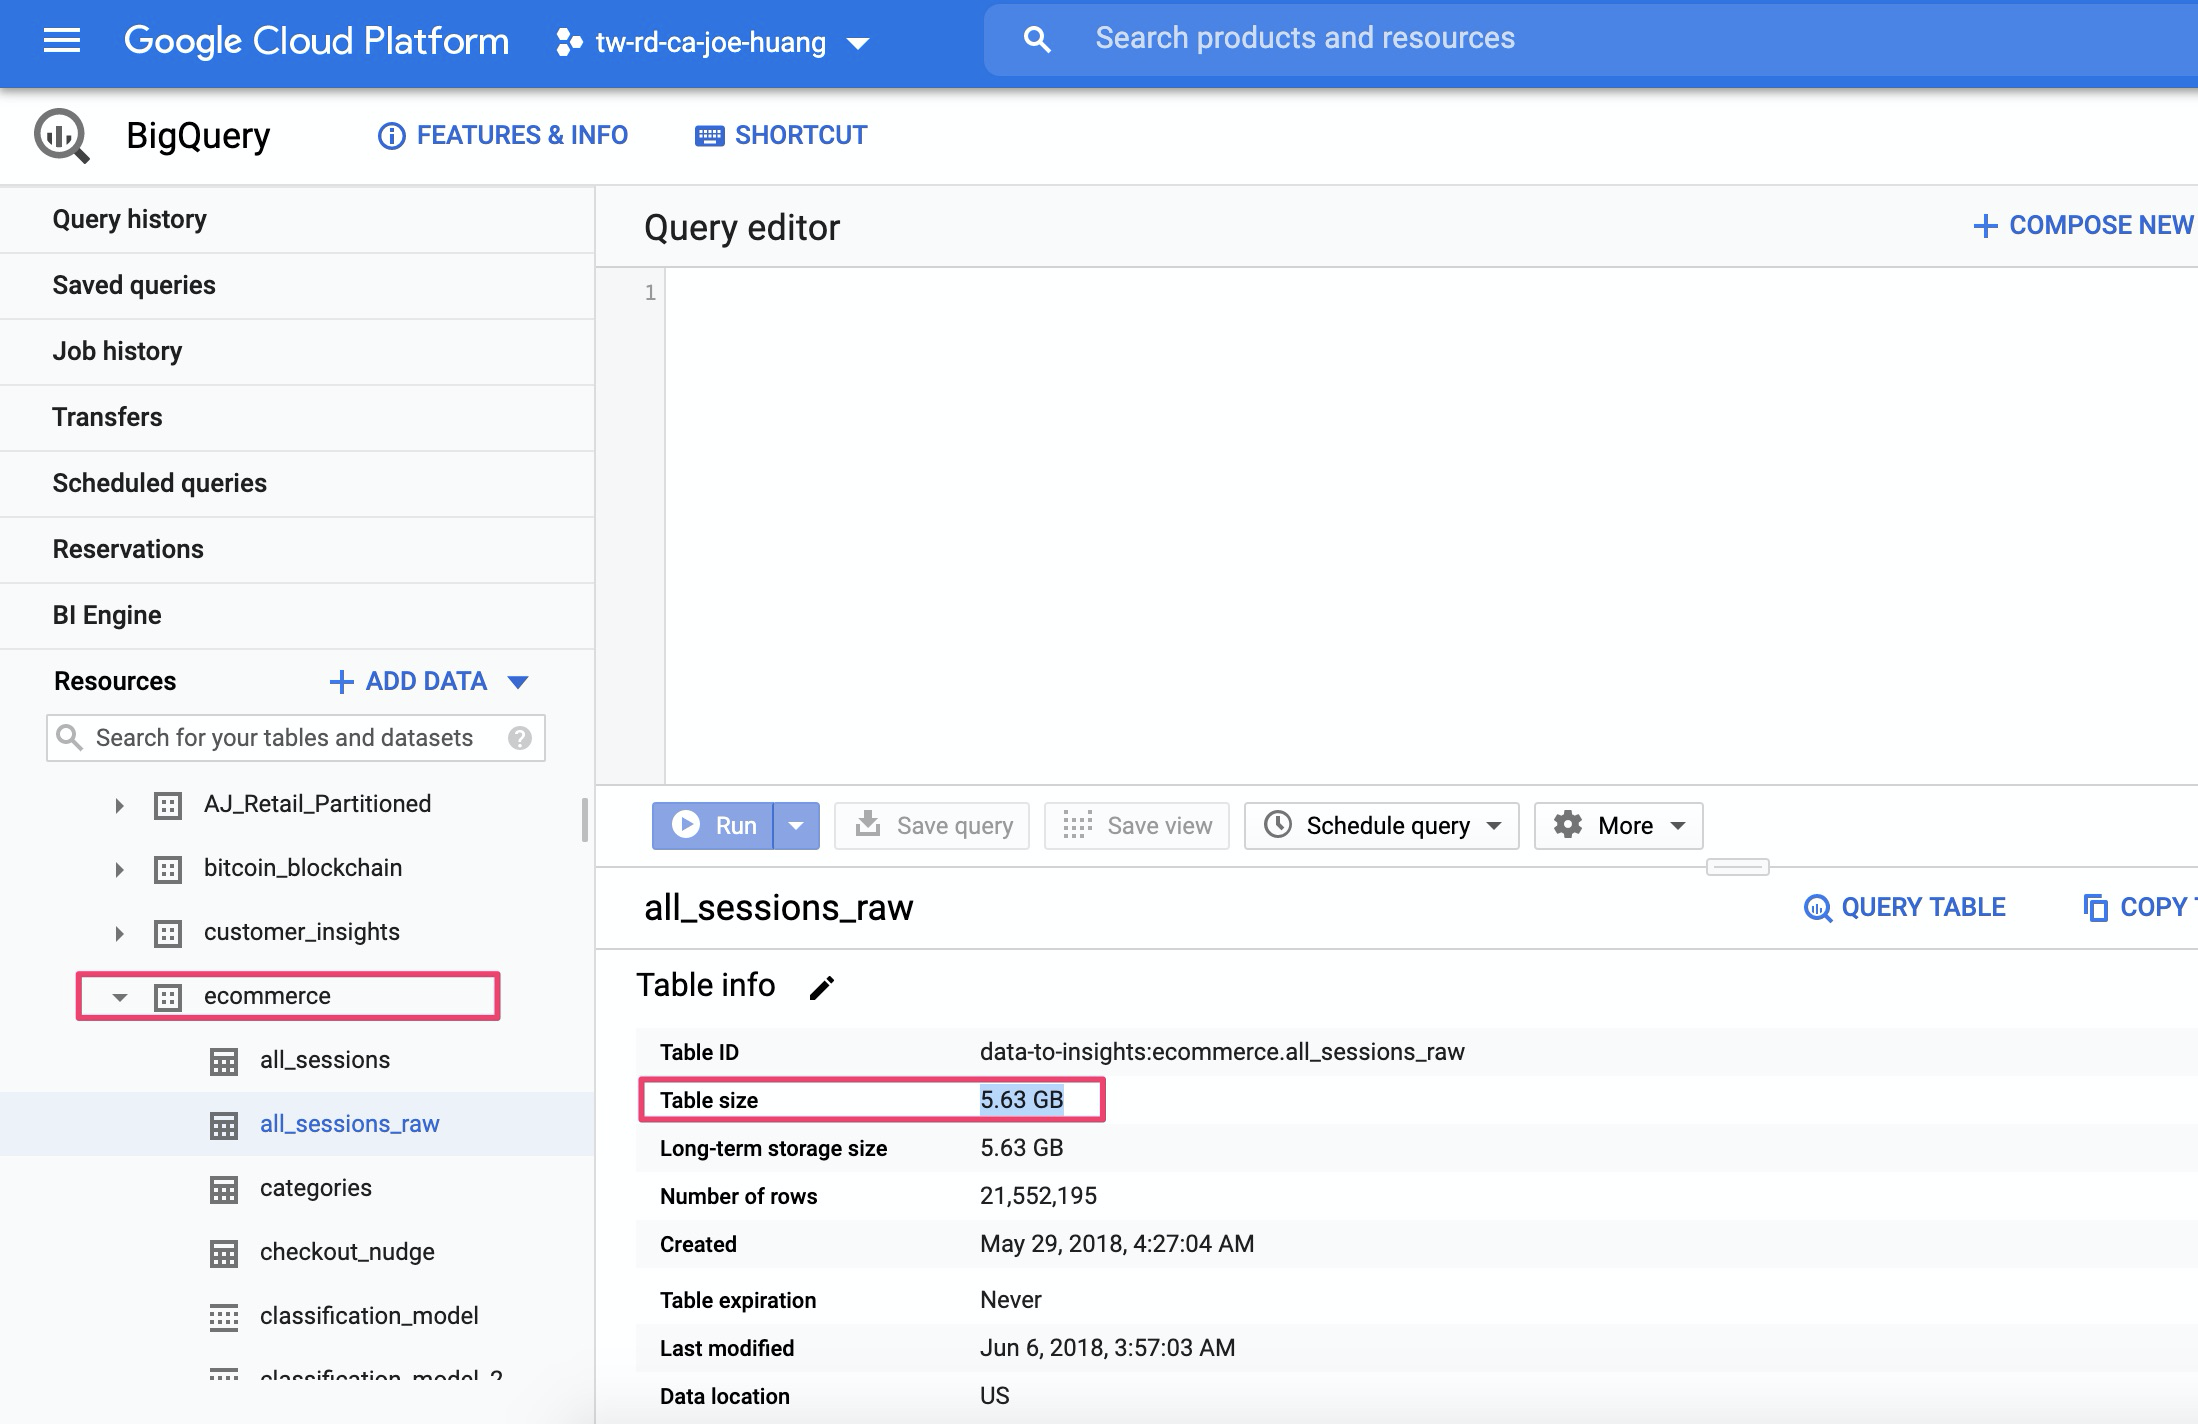 Google Cloud Platform tw-rd-ca-joe-huang Search products and resources
BigQuery FEATURES & INFO SHORTCUT
Query history
Saved queries
Job history
Transfers
Scheduled queries
Reservations
BI Engine
Resources ADD DATA
Search for your tables and datasets
AJ_Retail_Partitioned
bitcoin_blockchain
customer_insights
ecommerce
all_sessions
all_sessions_raw
categories
checkout_nudge
classification_model
classification_model_2
Query editor COMPOSE NEW
1
Run Save query Save view Schedule query More
all_sessions_raw QUERY TABLE COPY
Table info
Table ID data-to-insights:ecommerce.all_sessions_raw
Table size 5.63 GB
Long-term storage size 5.63 GB
Number of rows 21,552,195
Created May 29, 2018, 4:27:04 AM
Table expiration Never
Last modified Jun 6, 2018, 3:57:03 AM
Data location US